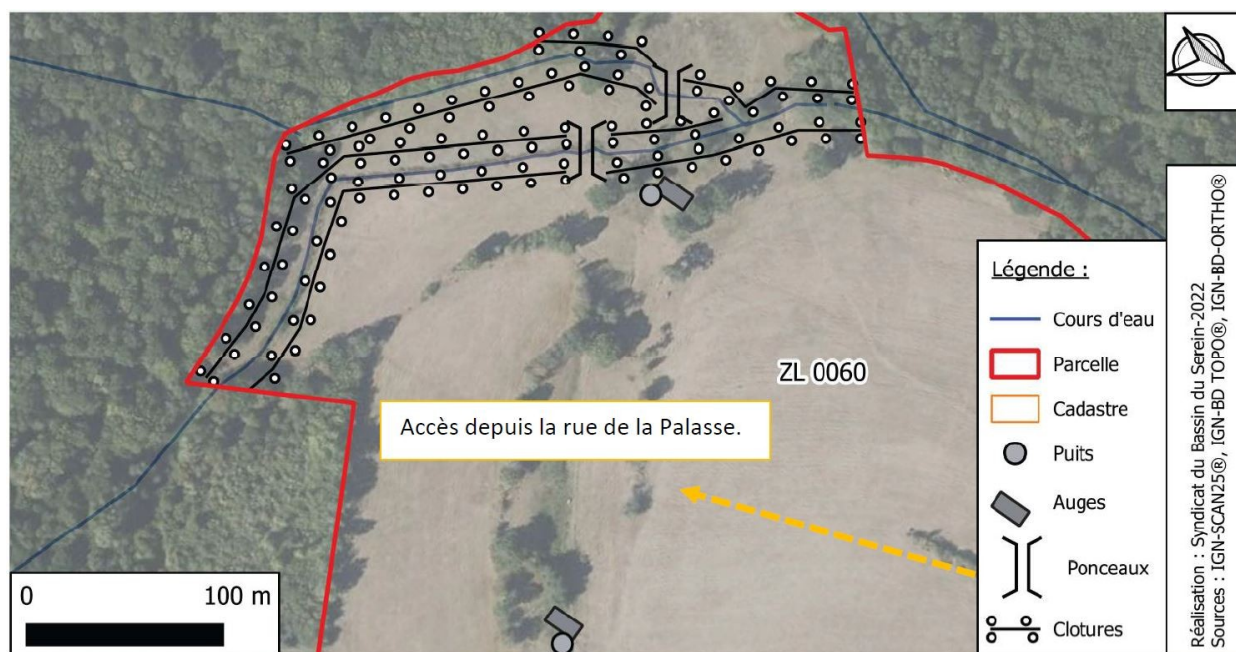 ZL 0060
Accès depuis la rue de la Palasse.
0 100 m
Légende :
Cours d'eau
Parcelle
Cadastre
Puits
Auges
Ponceaux
Clotures
Réalisation : Syndicat du Bassin du Serein-2022
Sources : IGN-SCAN25®, IGN-BD TOPO®, IGN-BD-ORTHO®